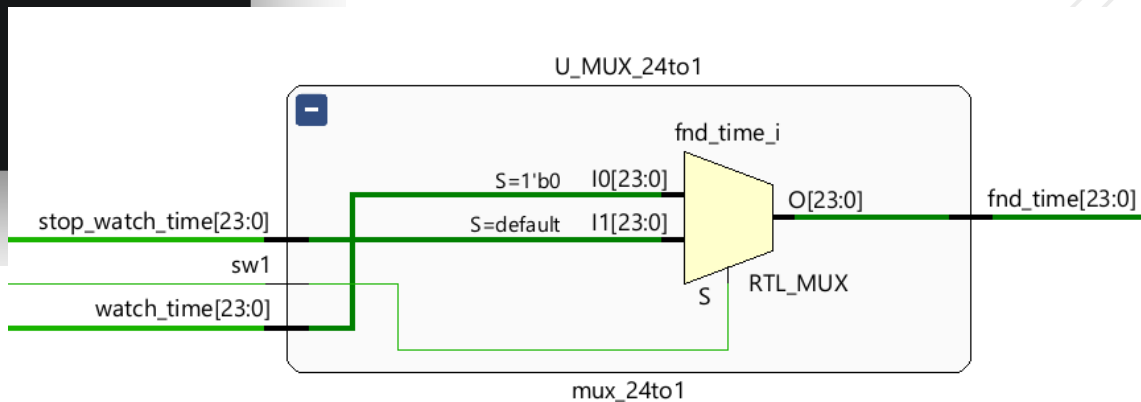 U_MUX_24to1
fnd_time_i
S=1'b0 I0[23:0]
O[23:0]
fnd_time[23:0]
stop_watch_time[23:0]
S=default I1[23:0]
sw1
watch_time[23:0]
S
RTL_MUX
mux_24to1